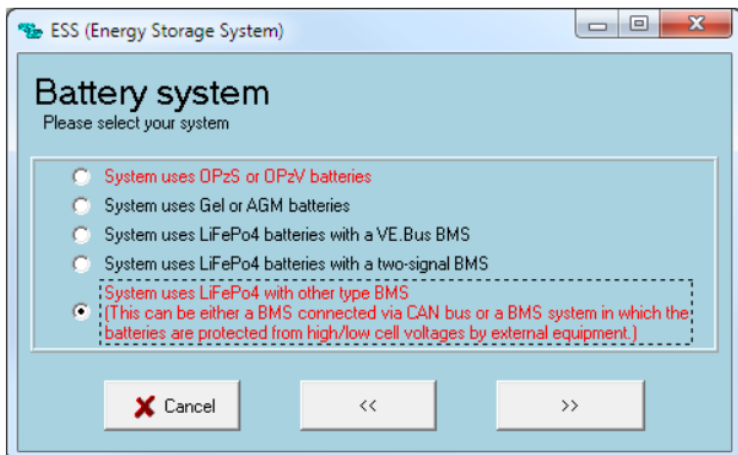 ESS (Energy Storage System)
Battery system
Please select your system
System uses OPzS or OPzV batteries
System uses Gel or AGM batteries
System uses LiFePo4 batteries with a VE.Bus BMS
System uses LiFePo4 batteries with a two-signal BMS
System uses LiFePo4 with other type BMS
(This can be either a BMS connected via CAN bus or a BMS system in which the
batteries are protected from high/low cell voltages by external equipment.)
Cancel
<<
>>